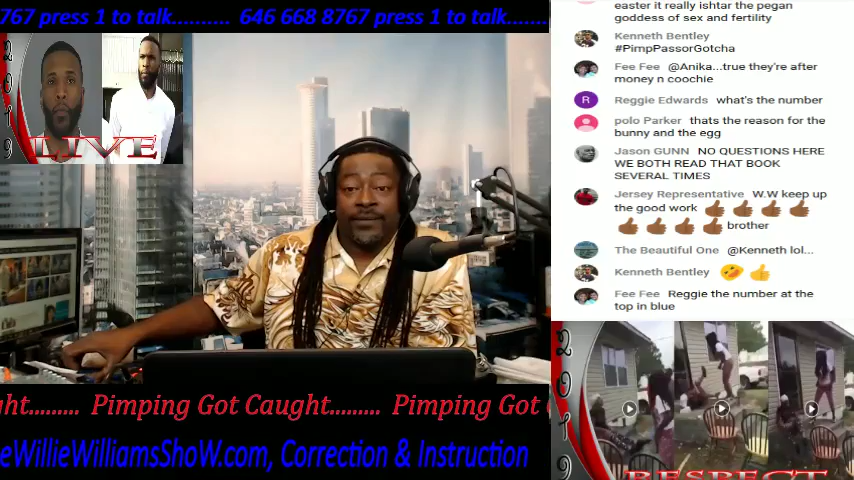 767 press 1 to talk.......... 646 668 8767 press 1 to talk.......
2019
LIVE
easter it really ishtar the pegan
goddess of sex and fertility
Kenneth Bentley
#PimpPassorGotcha
Fee Fee @Anika...true they're after
money n coochie
R
Reggie Edwards what's the number
polo Parker thats the reason for the
bunny and the egg
Jason GUNN NO QUESTIONS HERE
WE BOTH READ THAT BOOK
SEVERAL TIMES
Jersey Representative W.W keep up
the good work 👍🏾 👍🏾 👍🏾 👍🏾
👍🏾 👍🏾 👍🏾 👍🏾 brother
The Beautiful One @Kenneth lol...
Kenneth Bentley 🤣 👍
Fee Fee Reggie the number at the
top in blue
2019
RESPECT
ght......... Pimping Got Caught......... Pimping Got
eWillieWilliamsShoW.com, Correction & Instruction